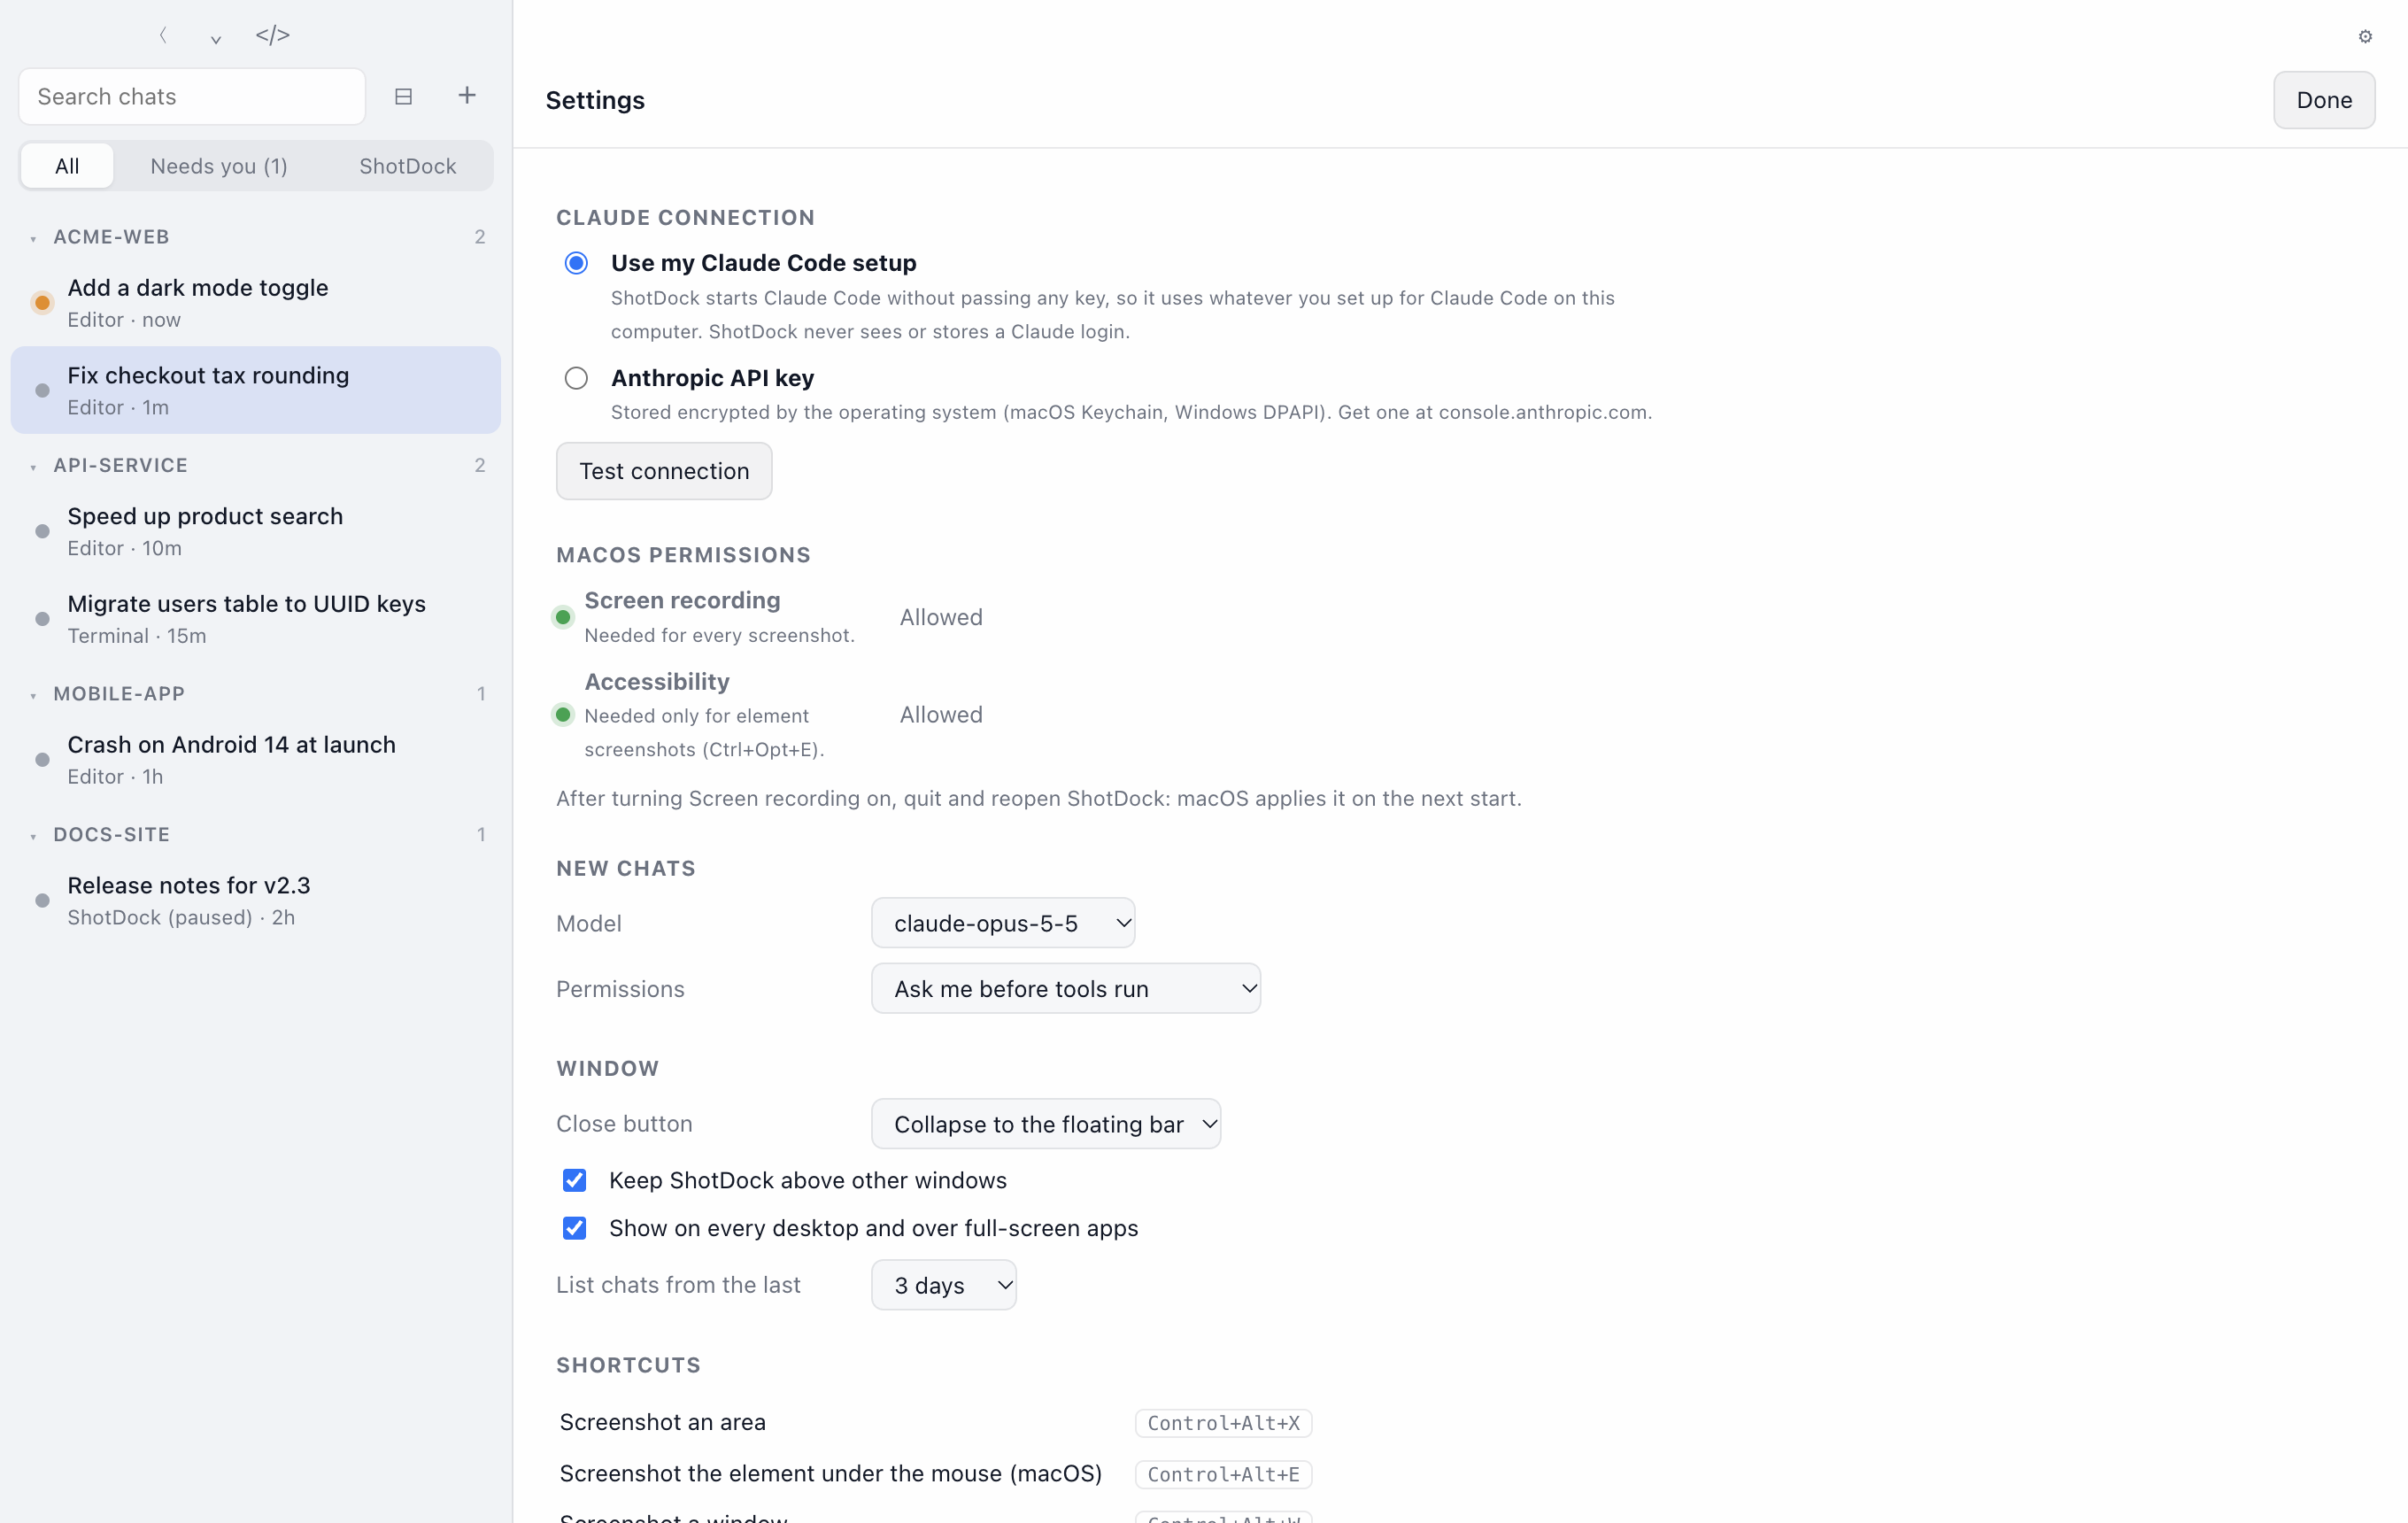 </>
Search chats
All
Needs you (1)
ShotDock
ACME-WEB 2
Add a dark mode toggle
Editor · now
Fix checkout tax rounding
Editor · 1m
API-SERVICE 2
Speed up product search
Editor · 10m
Migrate users table to UUID keys
Terminal · 15m
MOBILE-APP 1
Crash on Android 14 at launch
Editor · 1h
DOCS-SITE 1
Release notes for v2.3
ShotDock (paused) · 2h
Settings
Done
CLAUDE CONNECTION
Use my Claude Code setup
ShotDock starts Claude Code without passing any key, so it uses whatever you set up for Claude Code on this
computer. ShotDock never sees or stores a Claude login.
Anthropic API key
Stored encrypted by the operating system (macOS Keychain, Windows DPAPI). Get one at console.anthropic.com.
Test connection
MACOS PERMISSIONS
Screen recording
Needed for every screenshot.
Allowed
Accessibility
Needed only for element
screenshots (Ctrl+Opt+E).
Allowed
After turning Screen recording on, quit and reopen ShotDock: macOS applies it on the next start.
NEW CHATS
Model claude-opus-5-5
Permissions Ask me before tools run
WINDOW
Close button Collapse to the floating bar
Keep ShotDock above other windows
Show on every desktop and over full-screen apps
List chats from the last 3 days
SHORTCUTS
Screenshot an area Control+Alt+X
Screenshot the element under the mouse (macOS) Control+Alt+E
Screenshot a window Control+Alt+W